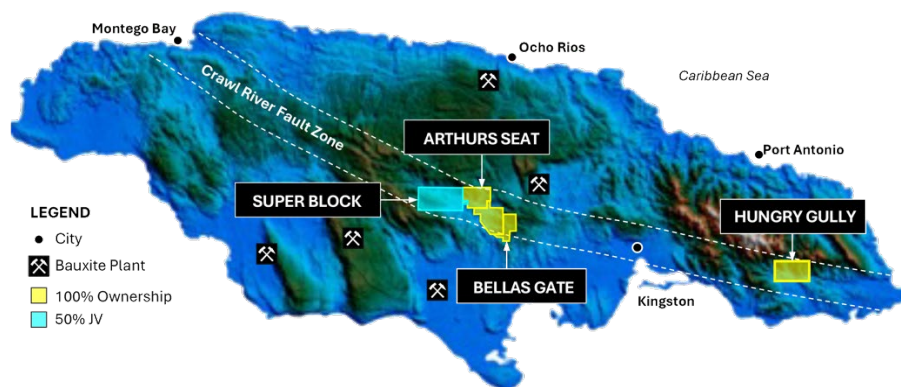 Montego Bay
Ocho Rios
Caribbean Sea
Crawl River Fault Zone
ARTHURS SEAT
Port Antonio
SUPER BLOCK
HUNGRY GULLY
LEGEND
City
Bauxite Plant
100% Ownership
50% JV
BELLAS GATE
Kingston